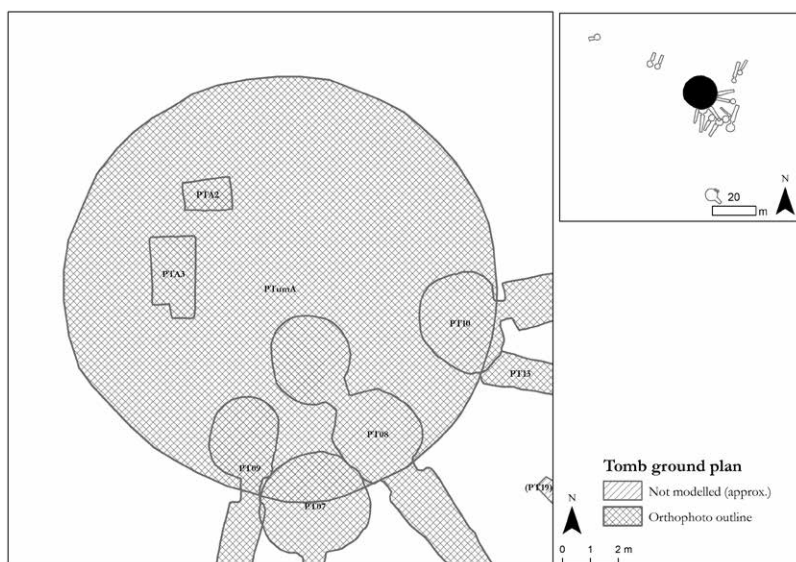 PTA2
PTA3
PTumA
PT10
PT13
PT08
PT09
PT07
(PT19)
N
20
m
Tomb ground plan
Not modelled (approx.)
Orthophoto outline
N
0 1 2 m